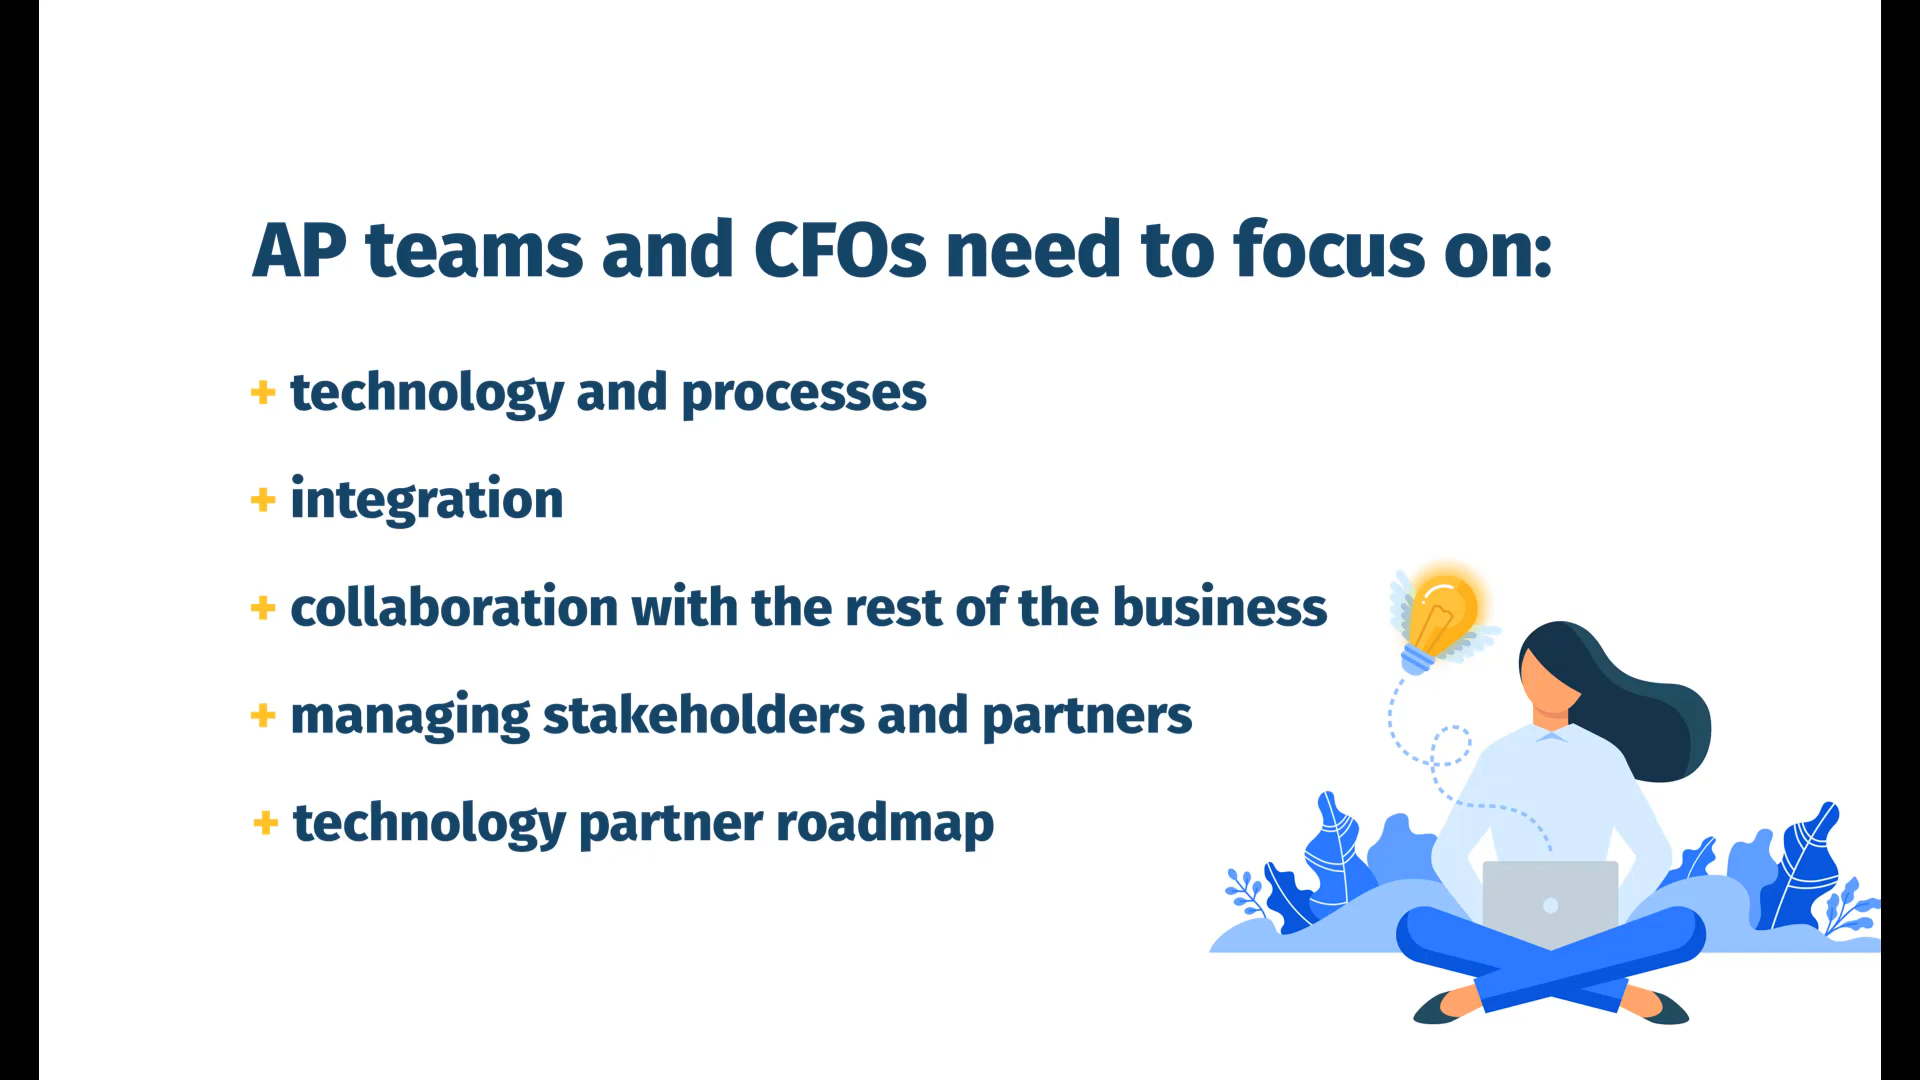 AP teams and CFOs need to focus on:
+ technology and processes
+ integration
+ collaboration with the rest of the business
+ managing stakeholders and partners
+ technology partner roadmap